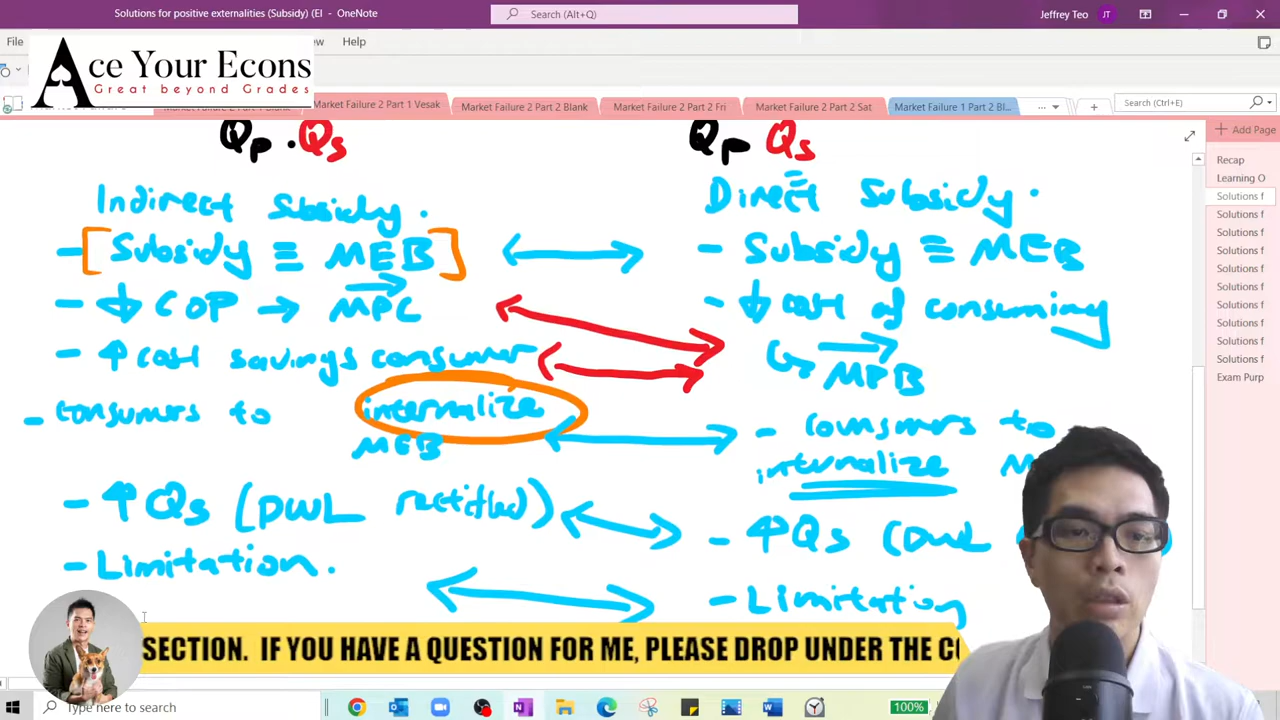 Solutions for positive externalities (Subsidy) (EI - OneNote
Search (Alt+Q)
Jeffrey Teo
JT
File
Help
Ace Your Econs
Great beyond Grades
Market Failure 2 Part 1 Vesak
Market Failure 2 Part 2 Blank
Market Failure 2 Part 2 Fri
Market Failure 2 Part 2 Sat
Market Failure 1 Part 2 Bl...
...
Search (Ctrl+E)
Add Page
Recap
Learning O
Solutions f
Solutions f
Solutions f
Solutions f
Solutions f
Solutions f
Solutions f
Solutions f
Solutions f
Solutions f
Exam Purp
Qp . Qs
Indirect Subsidy.
- [Subsidy ≡ MEB]
- ↓ COP → MPC
- ↑ cost savings consumer
- consumers to internalize
MEB
- ↑Qs (DWL rectified)
- Limitation.
Qp Qs
Direct Subsidy.
- Subsidy ≡ MEB
- ↓ cost of consuming
↳ MPB
- consumers to
internalize M
- ↑Qs (DWL
- Limitation
SECTION. IF YOU HAVE A QUESTION FOR ME, PLEASE DROP UNDER THE CO
Type here to search
100%